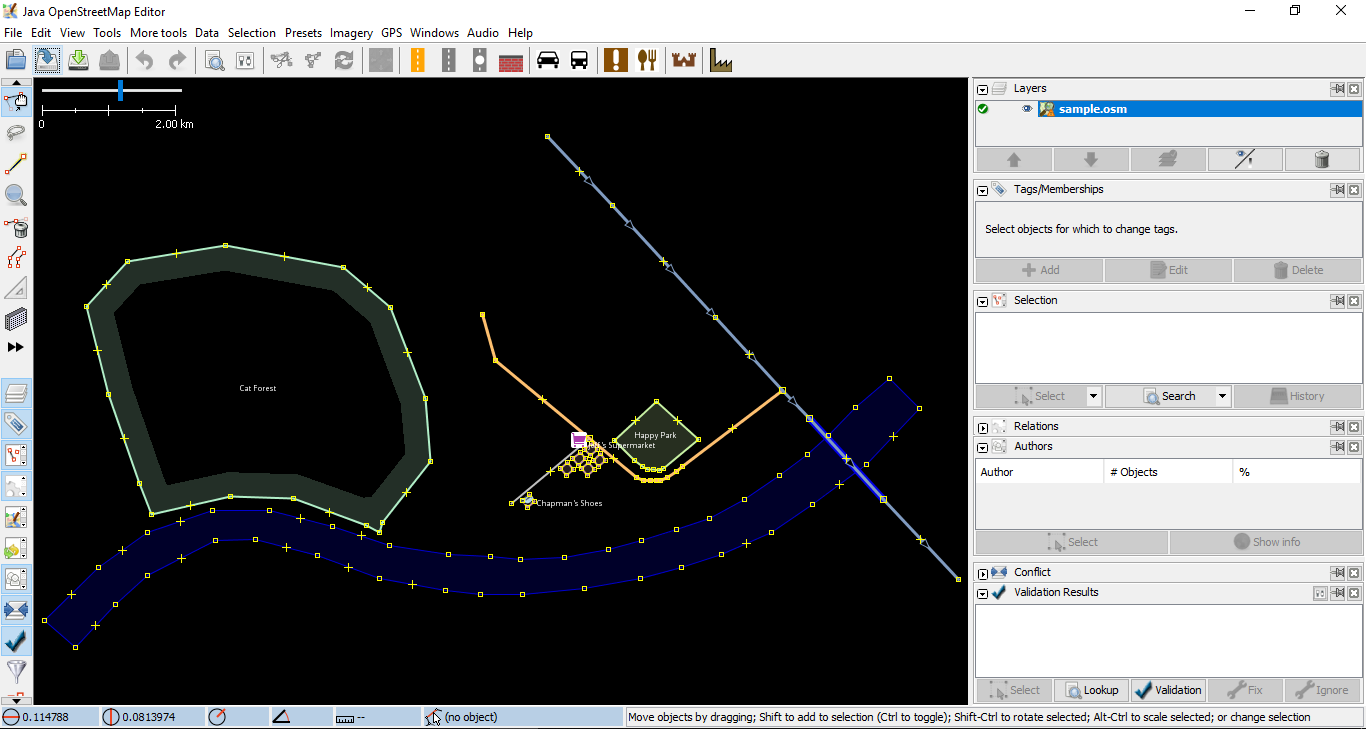 Java OpenStreetMap Editor
File Edit View Tools More tools Data Selection Presets Imagery GPS Windows Audio Help
0 2.00 km
Cat Forest
Happy Park
's Supermarket
Chapman's Shoes
Layers
sample.osm
Tags/Memberships
Select objects for which to change tags.
Add Edit Delete
Selection
Select Search History
Relations
Authors
Author # Objects %
Select Show info
Conflict
Validation Results
Select Lookup Validation Fix Ignore
0.114788 0.0813974 -- (no object) Move objects by dragging; Shift to add to selection (Ctrl to toggle); Shift-Ctrl to rotate selected; Alt-Ctrl to scale selected; or change selection